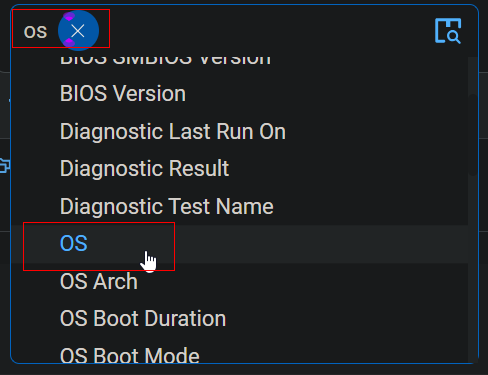 os
BIOS SMBIOS Version
BIOS Version
Diagnostic Last Run On
Diagnostic Result
Diagnostic Test Name
OS
OS Arch
OS Boot Duration
OS Boot Mode